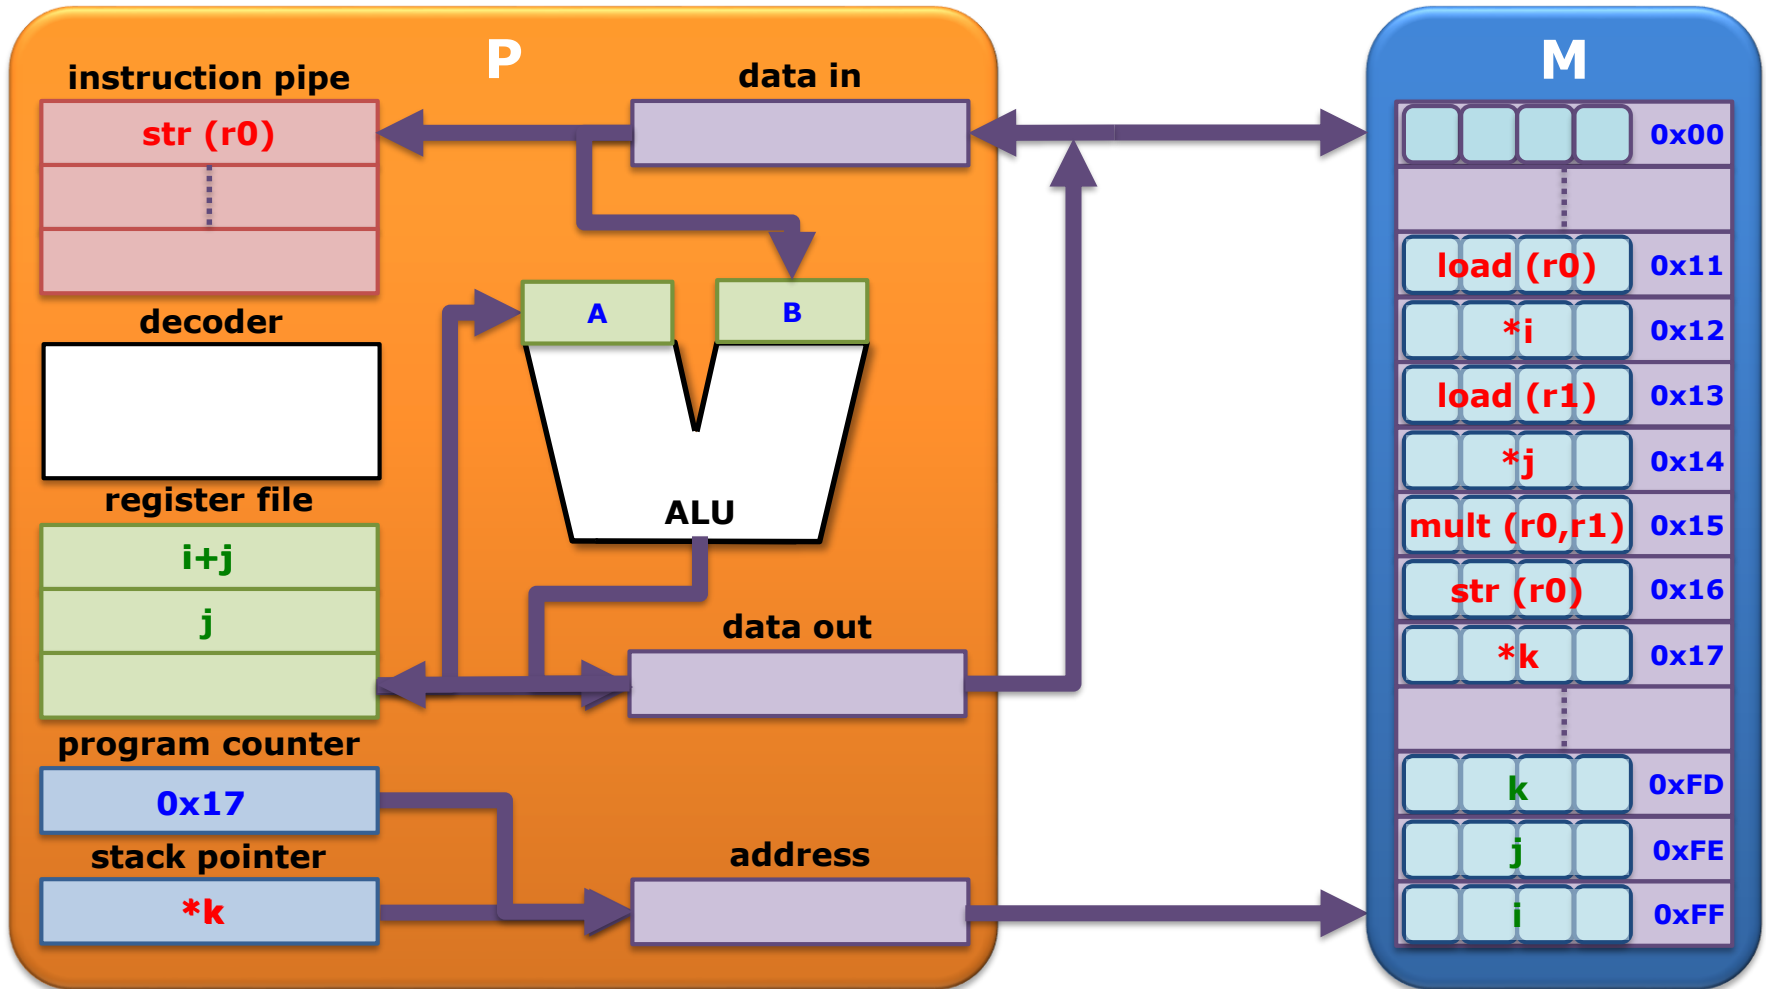 P
instruction pipe
str (r0)
data in
A
B
decoder
ALU
register file
i+j
j
data out
program counter
0x17
stack pointer
*k
address
M
0x00
load (r0) 0x11
*i 0x12
load (r1) 0x13
*j 0x14
mult (r0,r1) 0x15
str (r0) 0x16
*k 0x17
k 0xFD
j 0xFE
i 0xFF